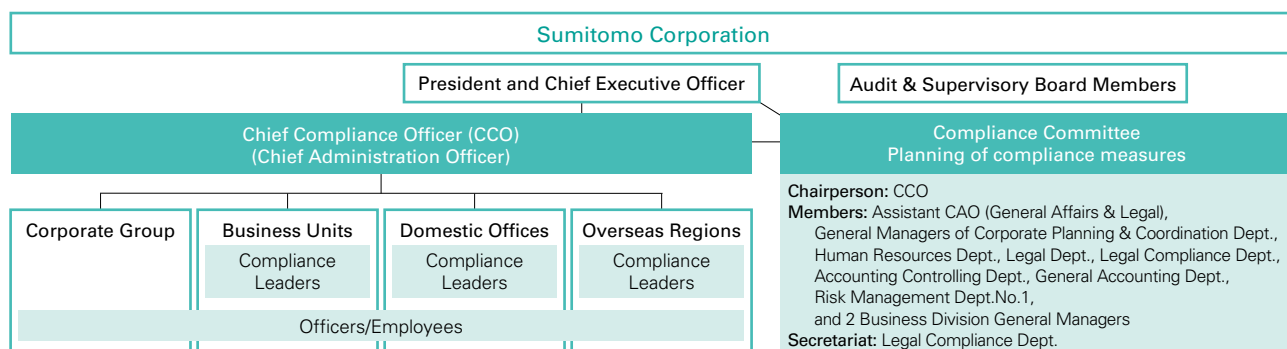 Sumitomo Corporation
President and Chief Executive Officer
Audit & Supervisory Board Members
Chief Compliance Officer (CCO)
(Chief Administration Officer)
Compliance Committee
Planning of compliance measures
Corporate Group
Business Units
Compliance
Leaders
Domestic Offices
Compliance
Leaders
Overseas Regions
Compliance
Leaders
Officers/Employees
Chairperson: CCO
Members: Assistant CAO (General Affairs & Legal),
General Managers of Corporate Planning & Coordination Dept.,
Human Resources Dept., Legal Dept., Legal Compliance Dept.,
Accounting Controlling Dept., General Accounting Dept.,
Risk Management Dept.No.1,
and 2 Business Division General Managers
Secretariat: Legal Compliance Dept.